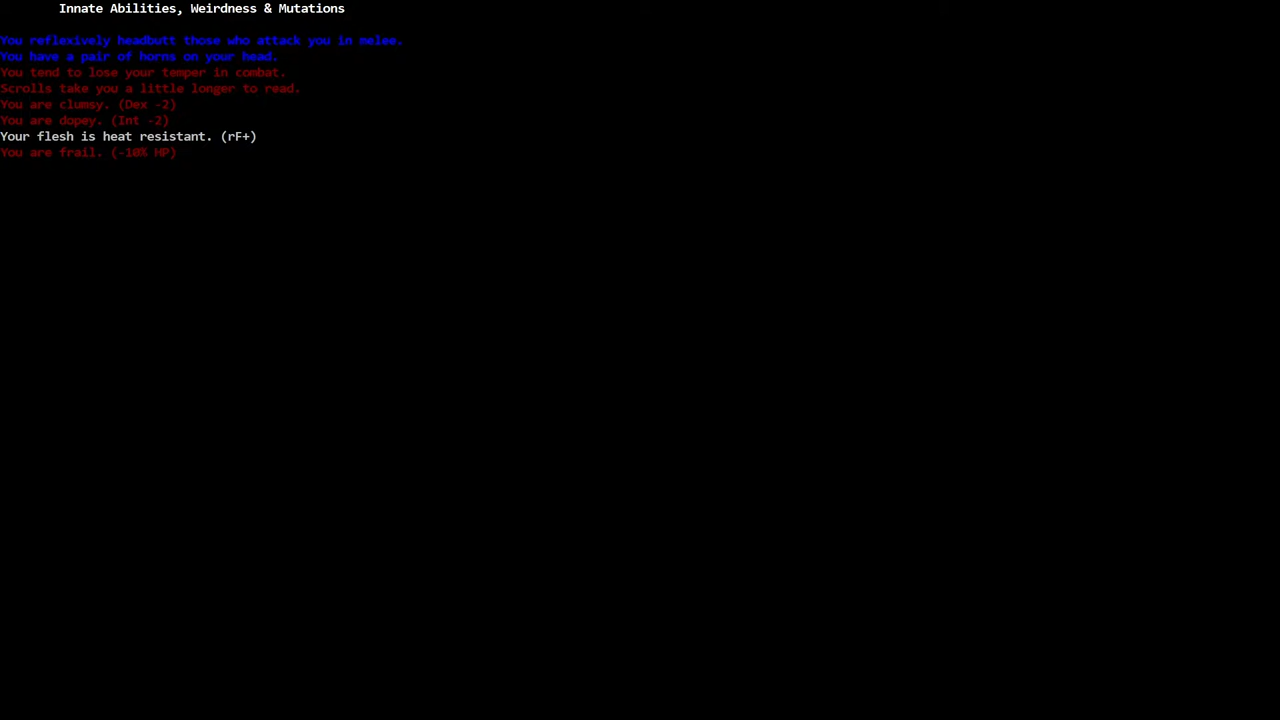 Innate Abilities, Weirdness & Mutations
You reflexively headbutt those who attack you in melee.
You have a pair of horns on your head.
You tend to lose your temper in combat.
Scrolls take you a little longer to read.
You are clumsy. (Dex -2)
You are dopey. (Int -2)
Your flesh is heat resistant. (rF+)
You are frail. (-10% HP)